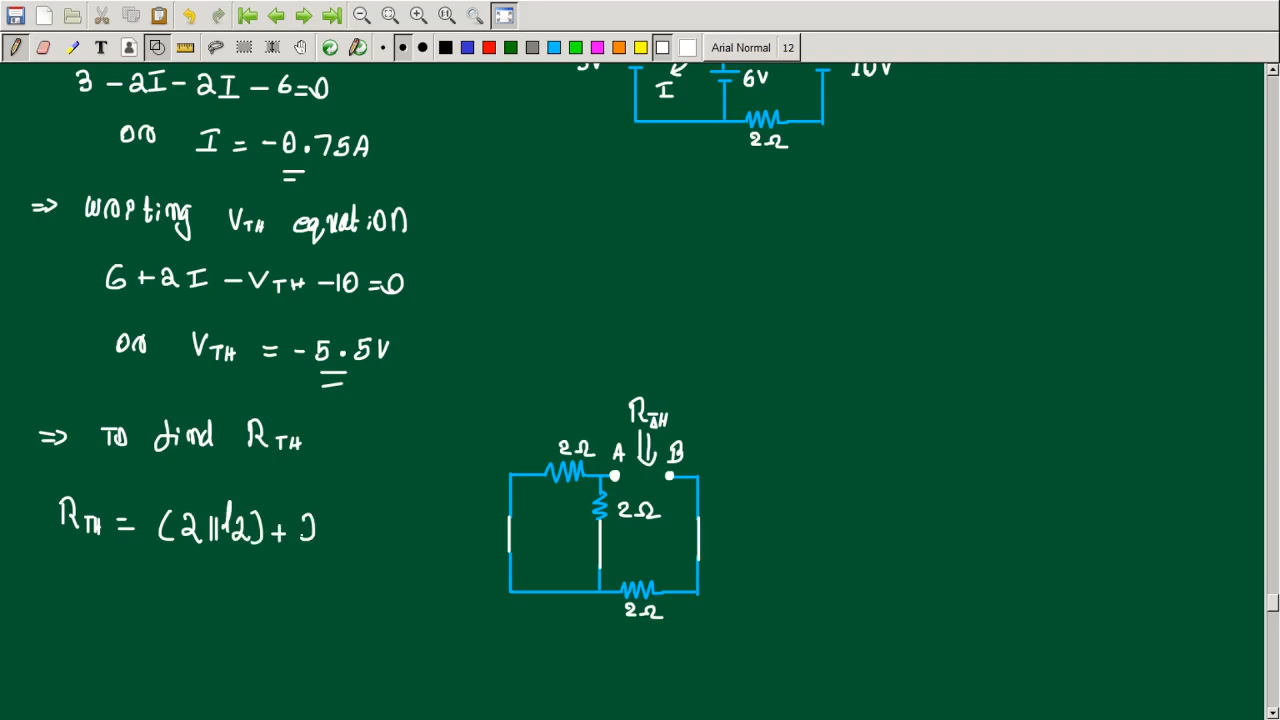 T
Arial Normal 12
3 - 2I - 2I - 6 = 0
or I = -0.75A
⇒ Writing VTH equation
6 + 2I - VTH - 10 = 0
or VTH = -5.5V
⇒ To find RTH
RTH = (2||2) +
I
6V
10V
2Ω
RTH
2Ω A B
2Ω
2Ω